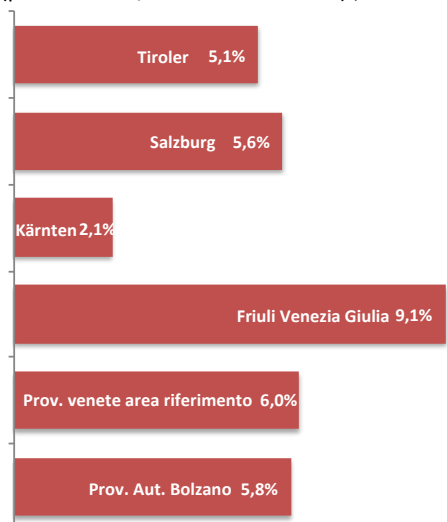 Tiroler 5,1%
Salzburg 5,6%
Kärnten 2,1%
Friuli Venezia Giulia 9,1%
Prov. venete area riferimento 6,0%
Prov. Aut. Bolzano 5,8%